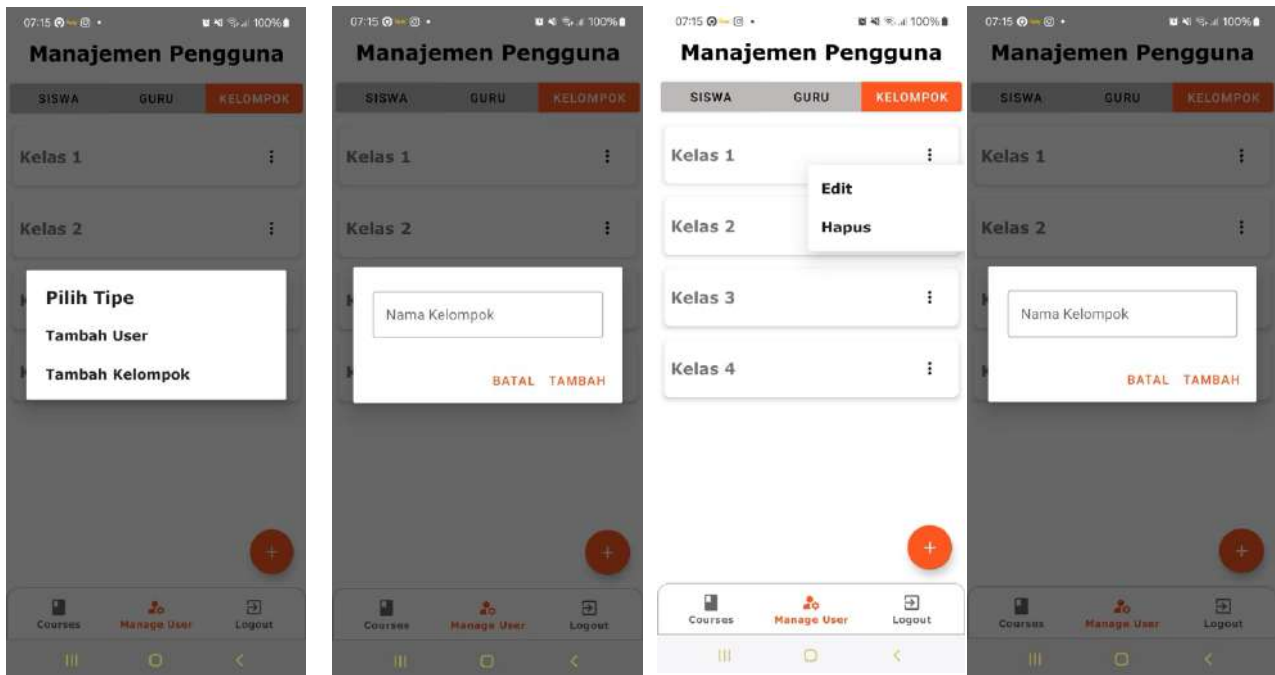 07:15 100%
Manajemen Pengguna
SISWA GURU KELOMPOK
Kelas 1
Kelas 2
Pilih Tipe
Tambah User
Tambah Kelompok
+
Courses Manage User Logout
07:15 100%
Manajemen Pengguna
SISWA GURU KELOMPOK
Kelas 1
Kelas 2
Nama Kelompok
BATAL TAMBAH
+
Courses Manage User Logout
07:15 100%
Manajemen Pengguna
SISWA GURU KELOMPOK
Kelas 1
Edit
Kelas 2
Hapus
Kelas 3
Kelas 4
+
Courses Manage User Logout
07:15 100%
Manajemen Pengguna
SISWA GURU KELOMPOK
Kelas 1
Kelas 2
Nama Kelompok
BATAL TAMBAH
+
Courses Manage User Logout